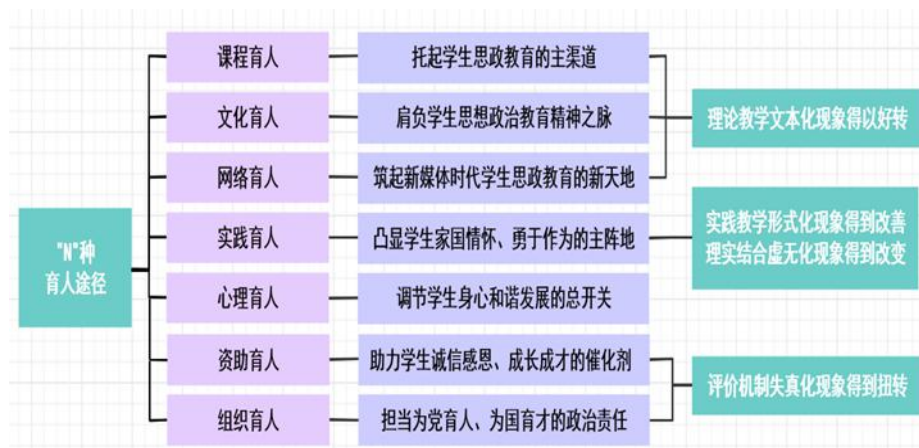 "N"种
育人途径
课程育人
托起学生思政教育的主渠道
文化育人
肩负学生思想政治教育精神之脉
网络育人
筑起新媒体时代学生思政教育的新天地
实践育人
凸显学生家国情怀、勇于作为的主阵地
心理育人
调节学生身心和谐发展的总开关
资助育人
助力学生诚信感恩、成长成才的催化剂
组织育人
担当为党育人、为国育才的政治责任
理论教学文本化现象得以好转
实践教学形式化现象得到改善
理实结合虚无化现象得到改变
评价机制失真化现象得到扭转